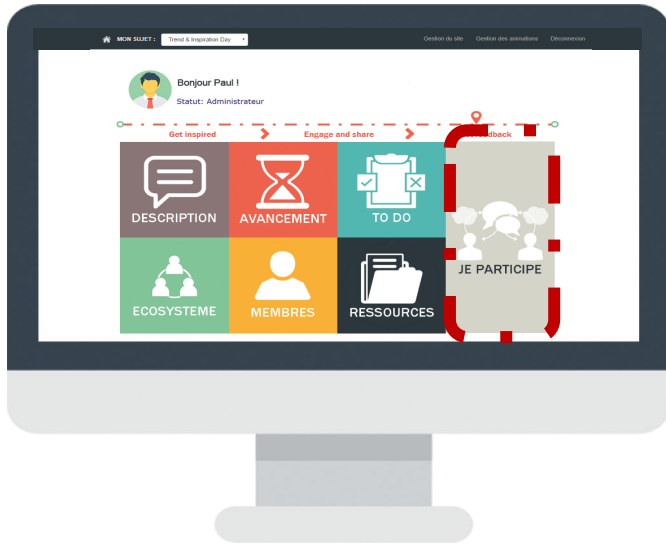 MON SUJET : Trend & Inspiration Day Gestion du site Gestion des animations Déconnexion
Bonjour Paul !
Statut: Administrateur
Get inspired Engage and share
DESCRIPTION AVANCEMENT TO DO
JE PARTICIPE
ECOSYSTEME MEMBRES RESSOURCES